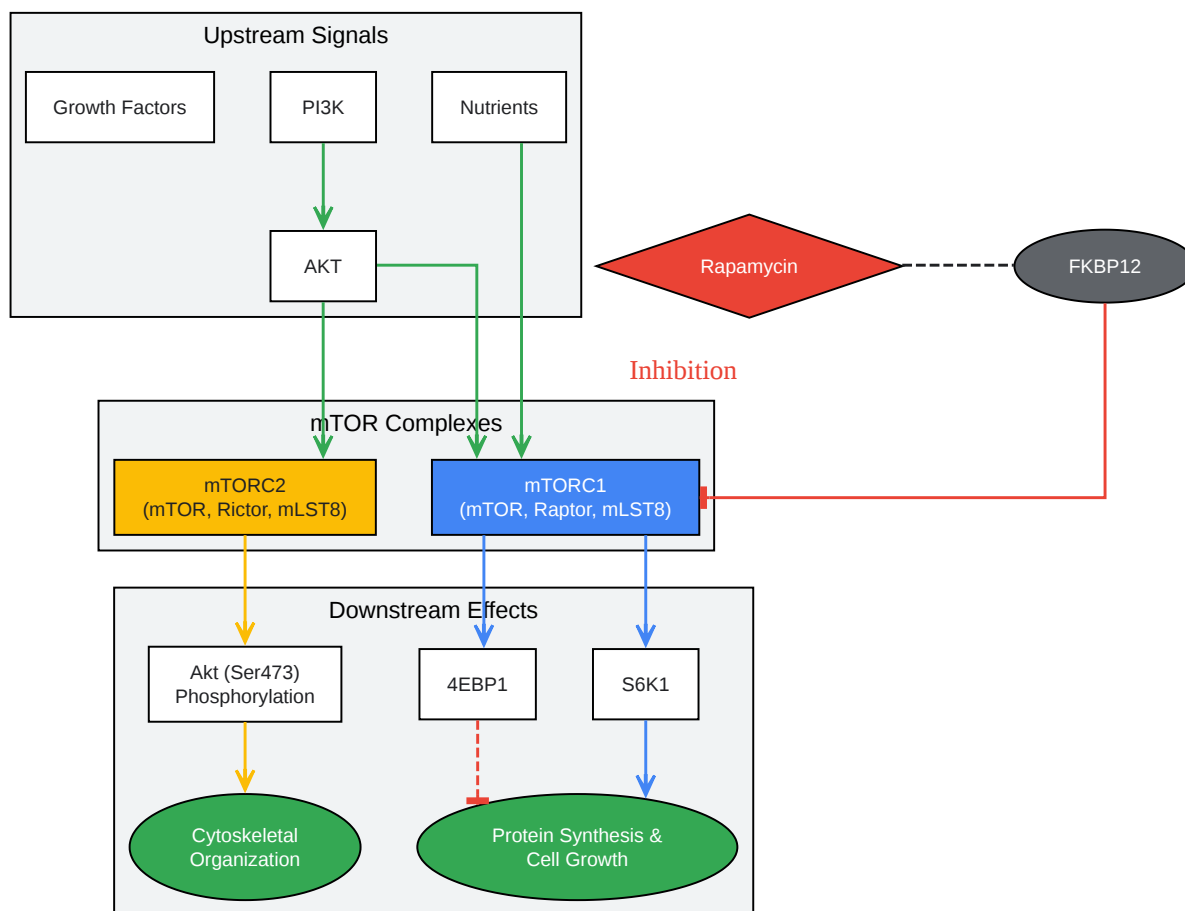 Upstream Signals
Growth Factors
PI3K
Nutrients
AKT
Rapamycin
FKBP12
Inhibition
mTOR Complexes
mTORC2
(mTOR, Rictor, mLST8)
mTORC1
(mTOR, Raptor, mLST8)
Downstream Effects
Akt (Ser473)
Phosphorylation
4EBP1
S6K1
Cytoskeletal
Organization
Protein Synthesis &
Cell Growth